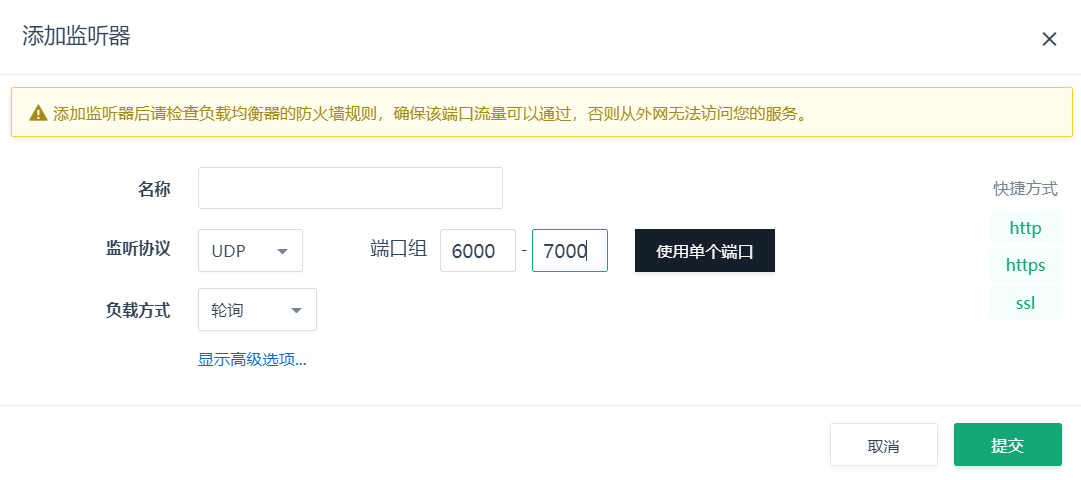 添加监听器
添加监听器后请检查负载均衡器的防火墙规则，确保该端口流量可以通过，否则从外网无法访问您的服务。
名称
快捷方式
http
监听协议 UDP 端口组 6000 - 7000 使用单个端口
https
负载方式 轮询
ssl
显示高级选项...
取消 提交